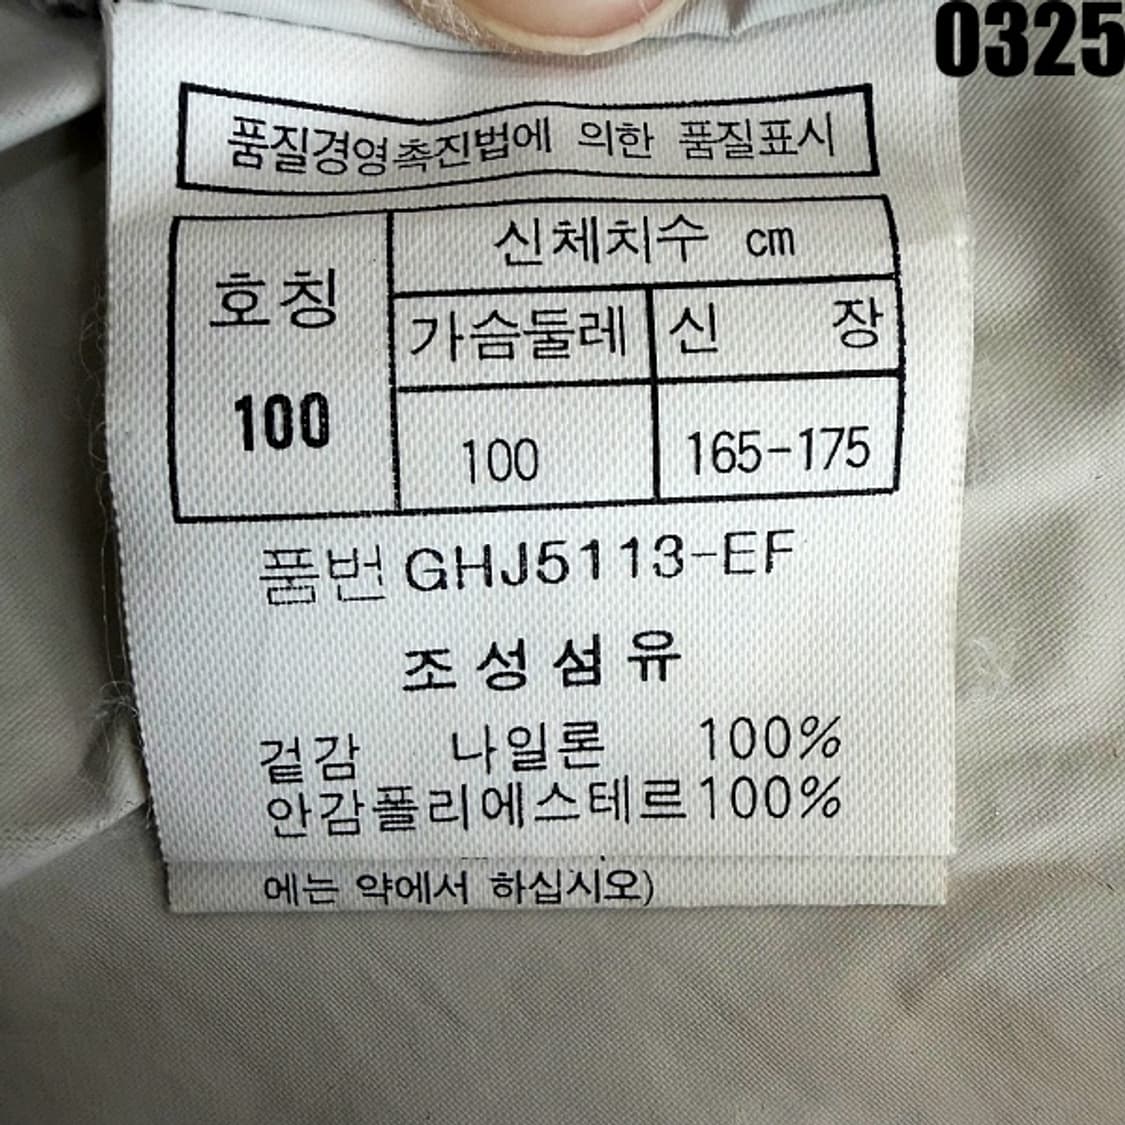 0325
품질경영촉진법에 의한 품질표시
호칭
신체치수 cm
가슴둘레 신 장
100
100 165-175
품번 GHJ5113-EF
조성섬유
겉감 나일론 100%
안감폴리에스테르100%
에는 약에서 하십시오)